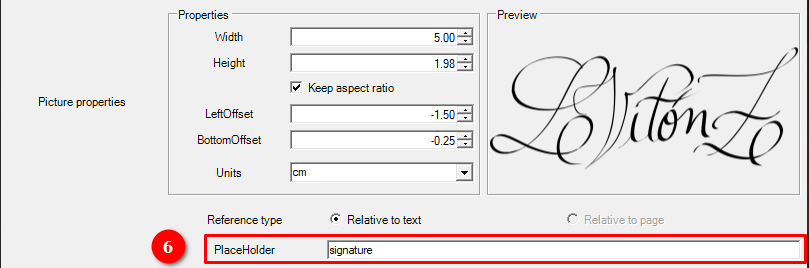 Properties
Width 5.00
Height 1.98
Keep aspect ratio
Picture properties
LeftOffset -1.50
BottomOffset -0.25
Units cm
Preview
Reference type Relative to text Relative to page
6 PlaceHolder signature